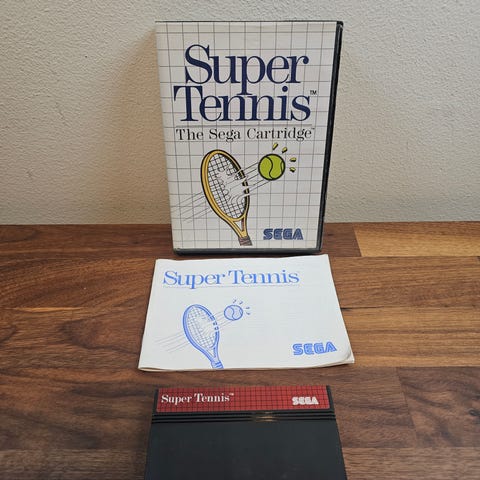 Super
Tennis™
The Sega Cartridge™
SEGA
Super Tennis
SEGA
Super Tennis™
SEGA